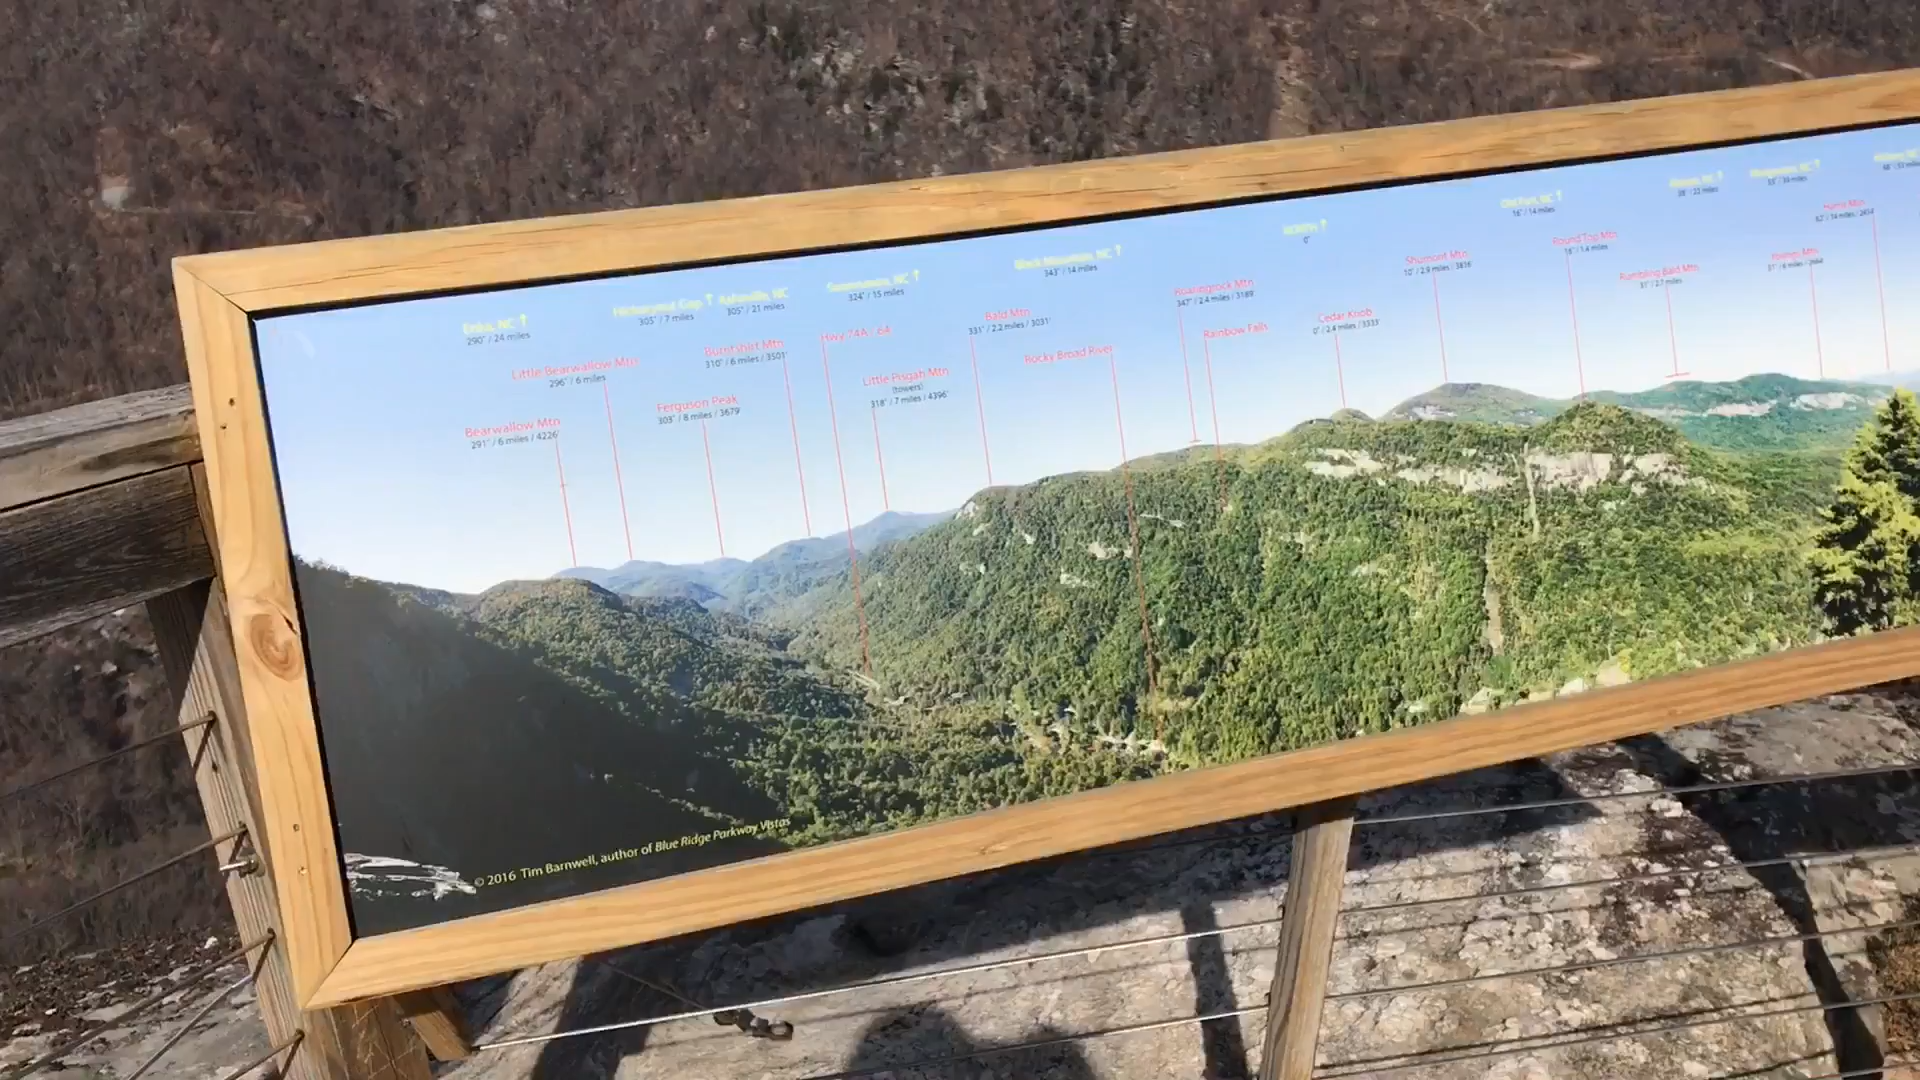 Enka, NC ↑
290° / 24 miles
Hickorynut Gap ↑
305° / 7 miles
Asheville, NC
305° / 21 miles
Swannanoa, NC ↑
324° / 15 miles
Black Mountain, NC ↑
343° / 14 miles
NORTH ↑
0°
Old Fort, NC ↑
16° / 14 miles
Bearwallow Mtn
291° / 6 miles / 4226'
Little Bearwallow Mtn
296° / 6 miles
Ferguson Peak
303° / 8 miles / 3679'
Burntshirt Mtn
310° / 6 miles / 3501'
Hwy 74A / 64
Little Pisgah Mtn
(towers)
318° / 7 miles / 4396'
Bald Mtn
331° / 2.2 miles / 3031'
Rocky Broad River
Roaringrock Mtn
347° / 2.4 miles / 3189'
Rainbow Falls
Cedar Knob
0° / 2.4 miles / 3333'
Shumont Mtn
10° / 2.9 miles / 3838'
Round Top Mtn
18° / 1.4 miles
Rumbling Bald Mtn
31° / 2.7 miles
© 2016 Tim Barnwell, author of Blue Ridge Parkway Vistas